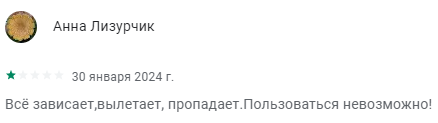 Анна Лизурчик
30 января 2024 г.
Всё зависает,вылетает, пропадает.Пользоваться невозможно!